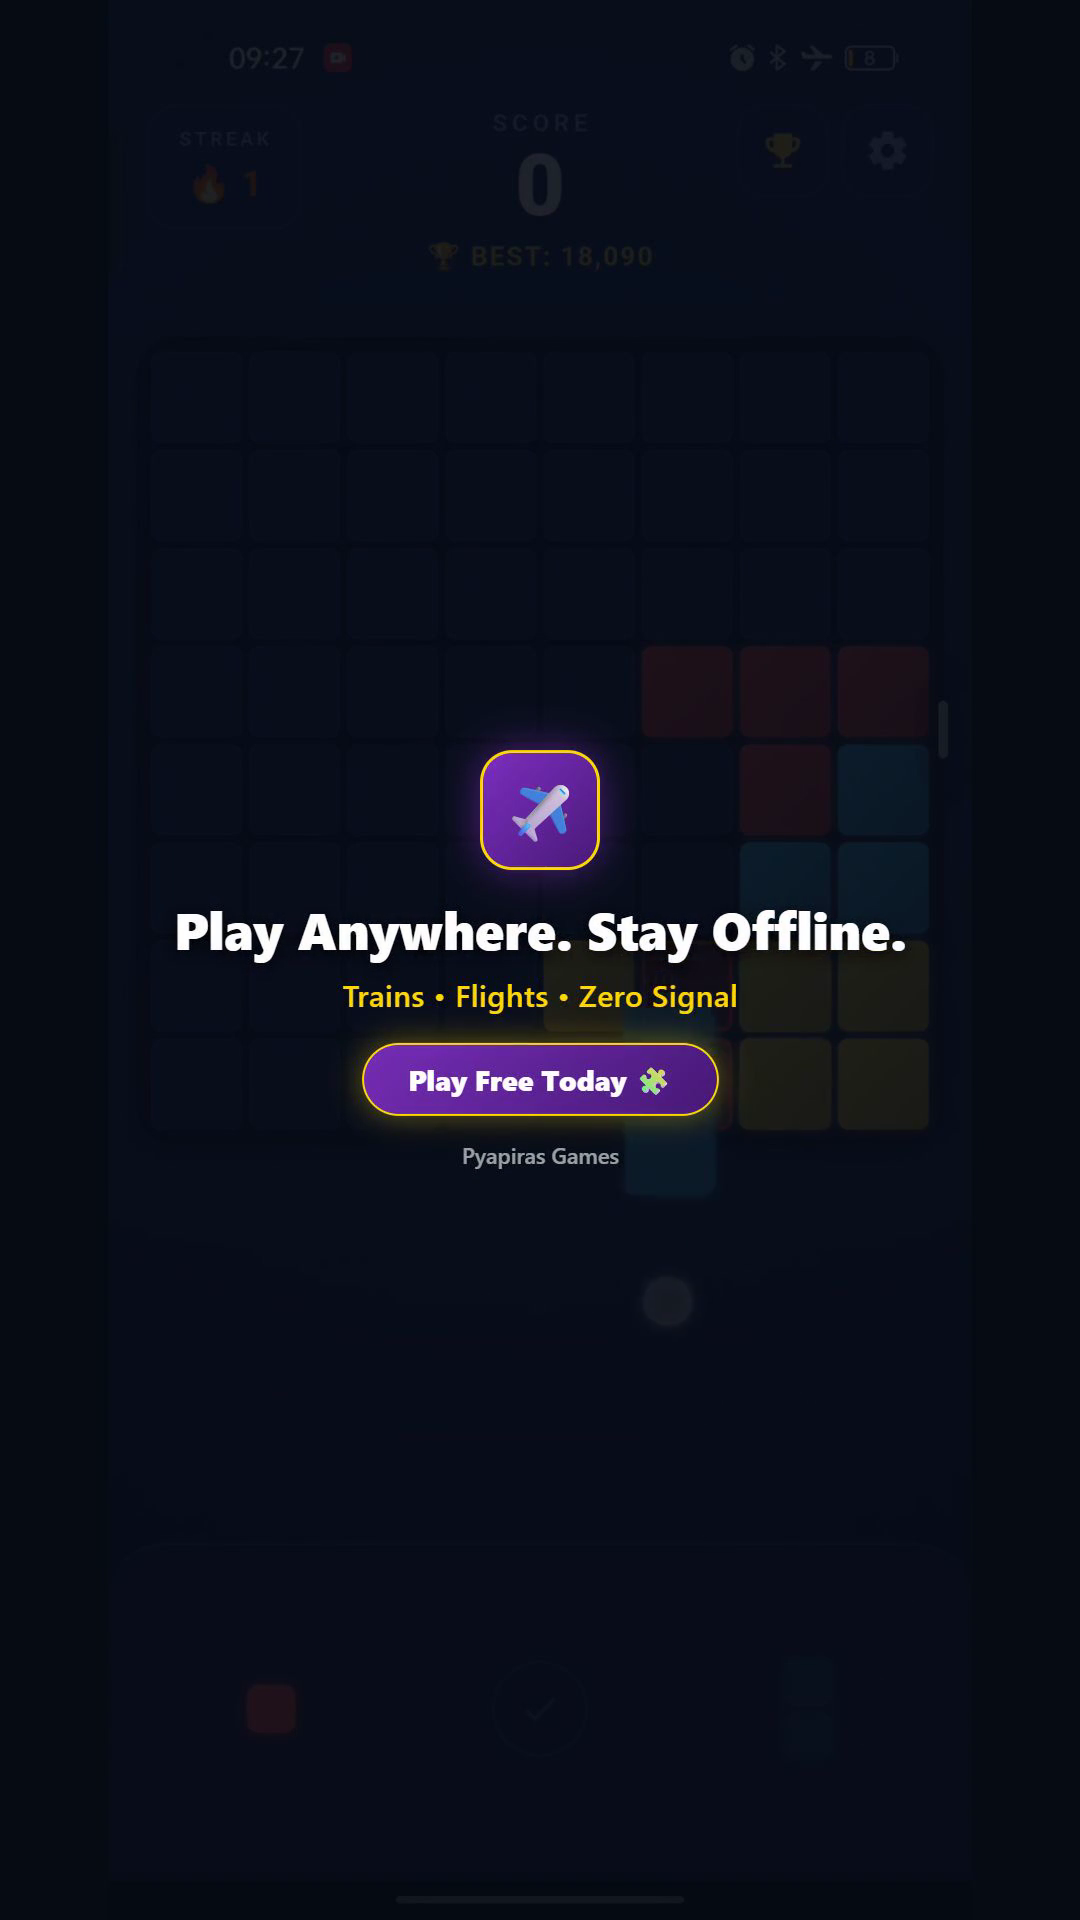 09:27
8
STREAK
🔥 1
SCORE
0
🏆 BEST: 18,090
Play Anywhere. Stay Offline.
Trains • Flights • Zero Signal
Play Free Today 🧩
Pyapiras Games